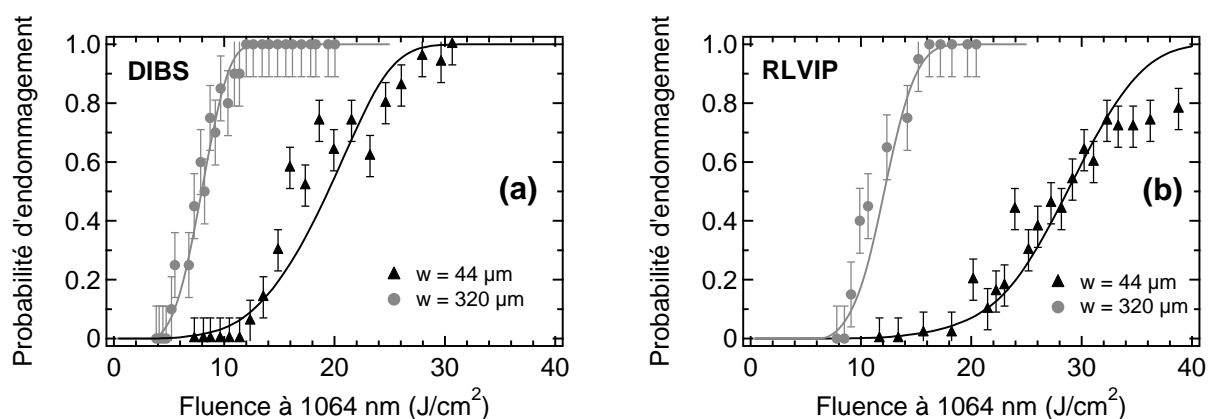 Probabilité d'endommagement
1.0
0.8
0.6
0.4
0.2
0
DIBS
(a)
w = 44 µm
w = 320 µm
0 10 20 30 40
Fluence à 1064 nm (J/cm²)
Probabilité d'endommagement
1.0
0.8
0.6
0.4
0.2
0
RLVIP
(b)
w = 44 µm
w = 320 µm
0 10 20 30 40
Fluence à 1064 nm (J/cm²)